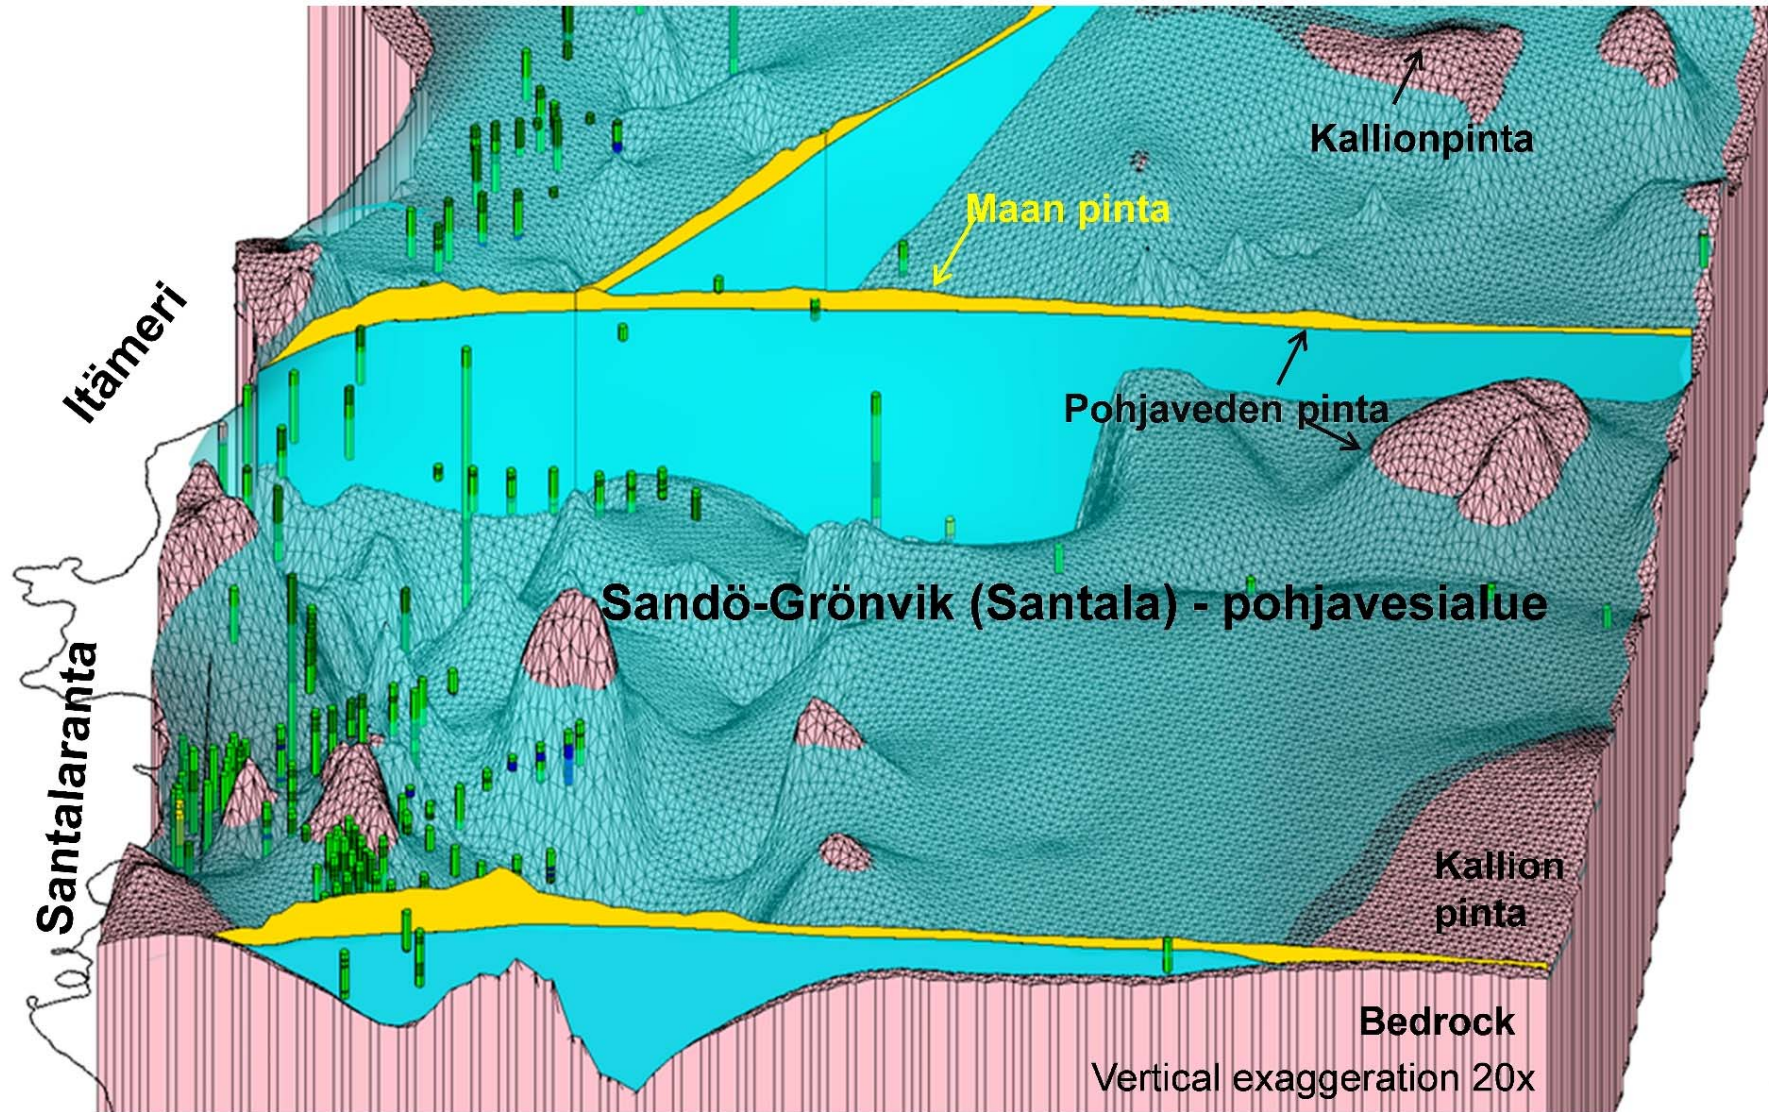 Kallionpinta
Maan pinta
Itämeri
Pohjaveden pinta
Sandö-Grönvik (Santala) - pohjavesialue
Santalaranta
Kallion
pinta
Bedrock
Vertical exaggeration 20x